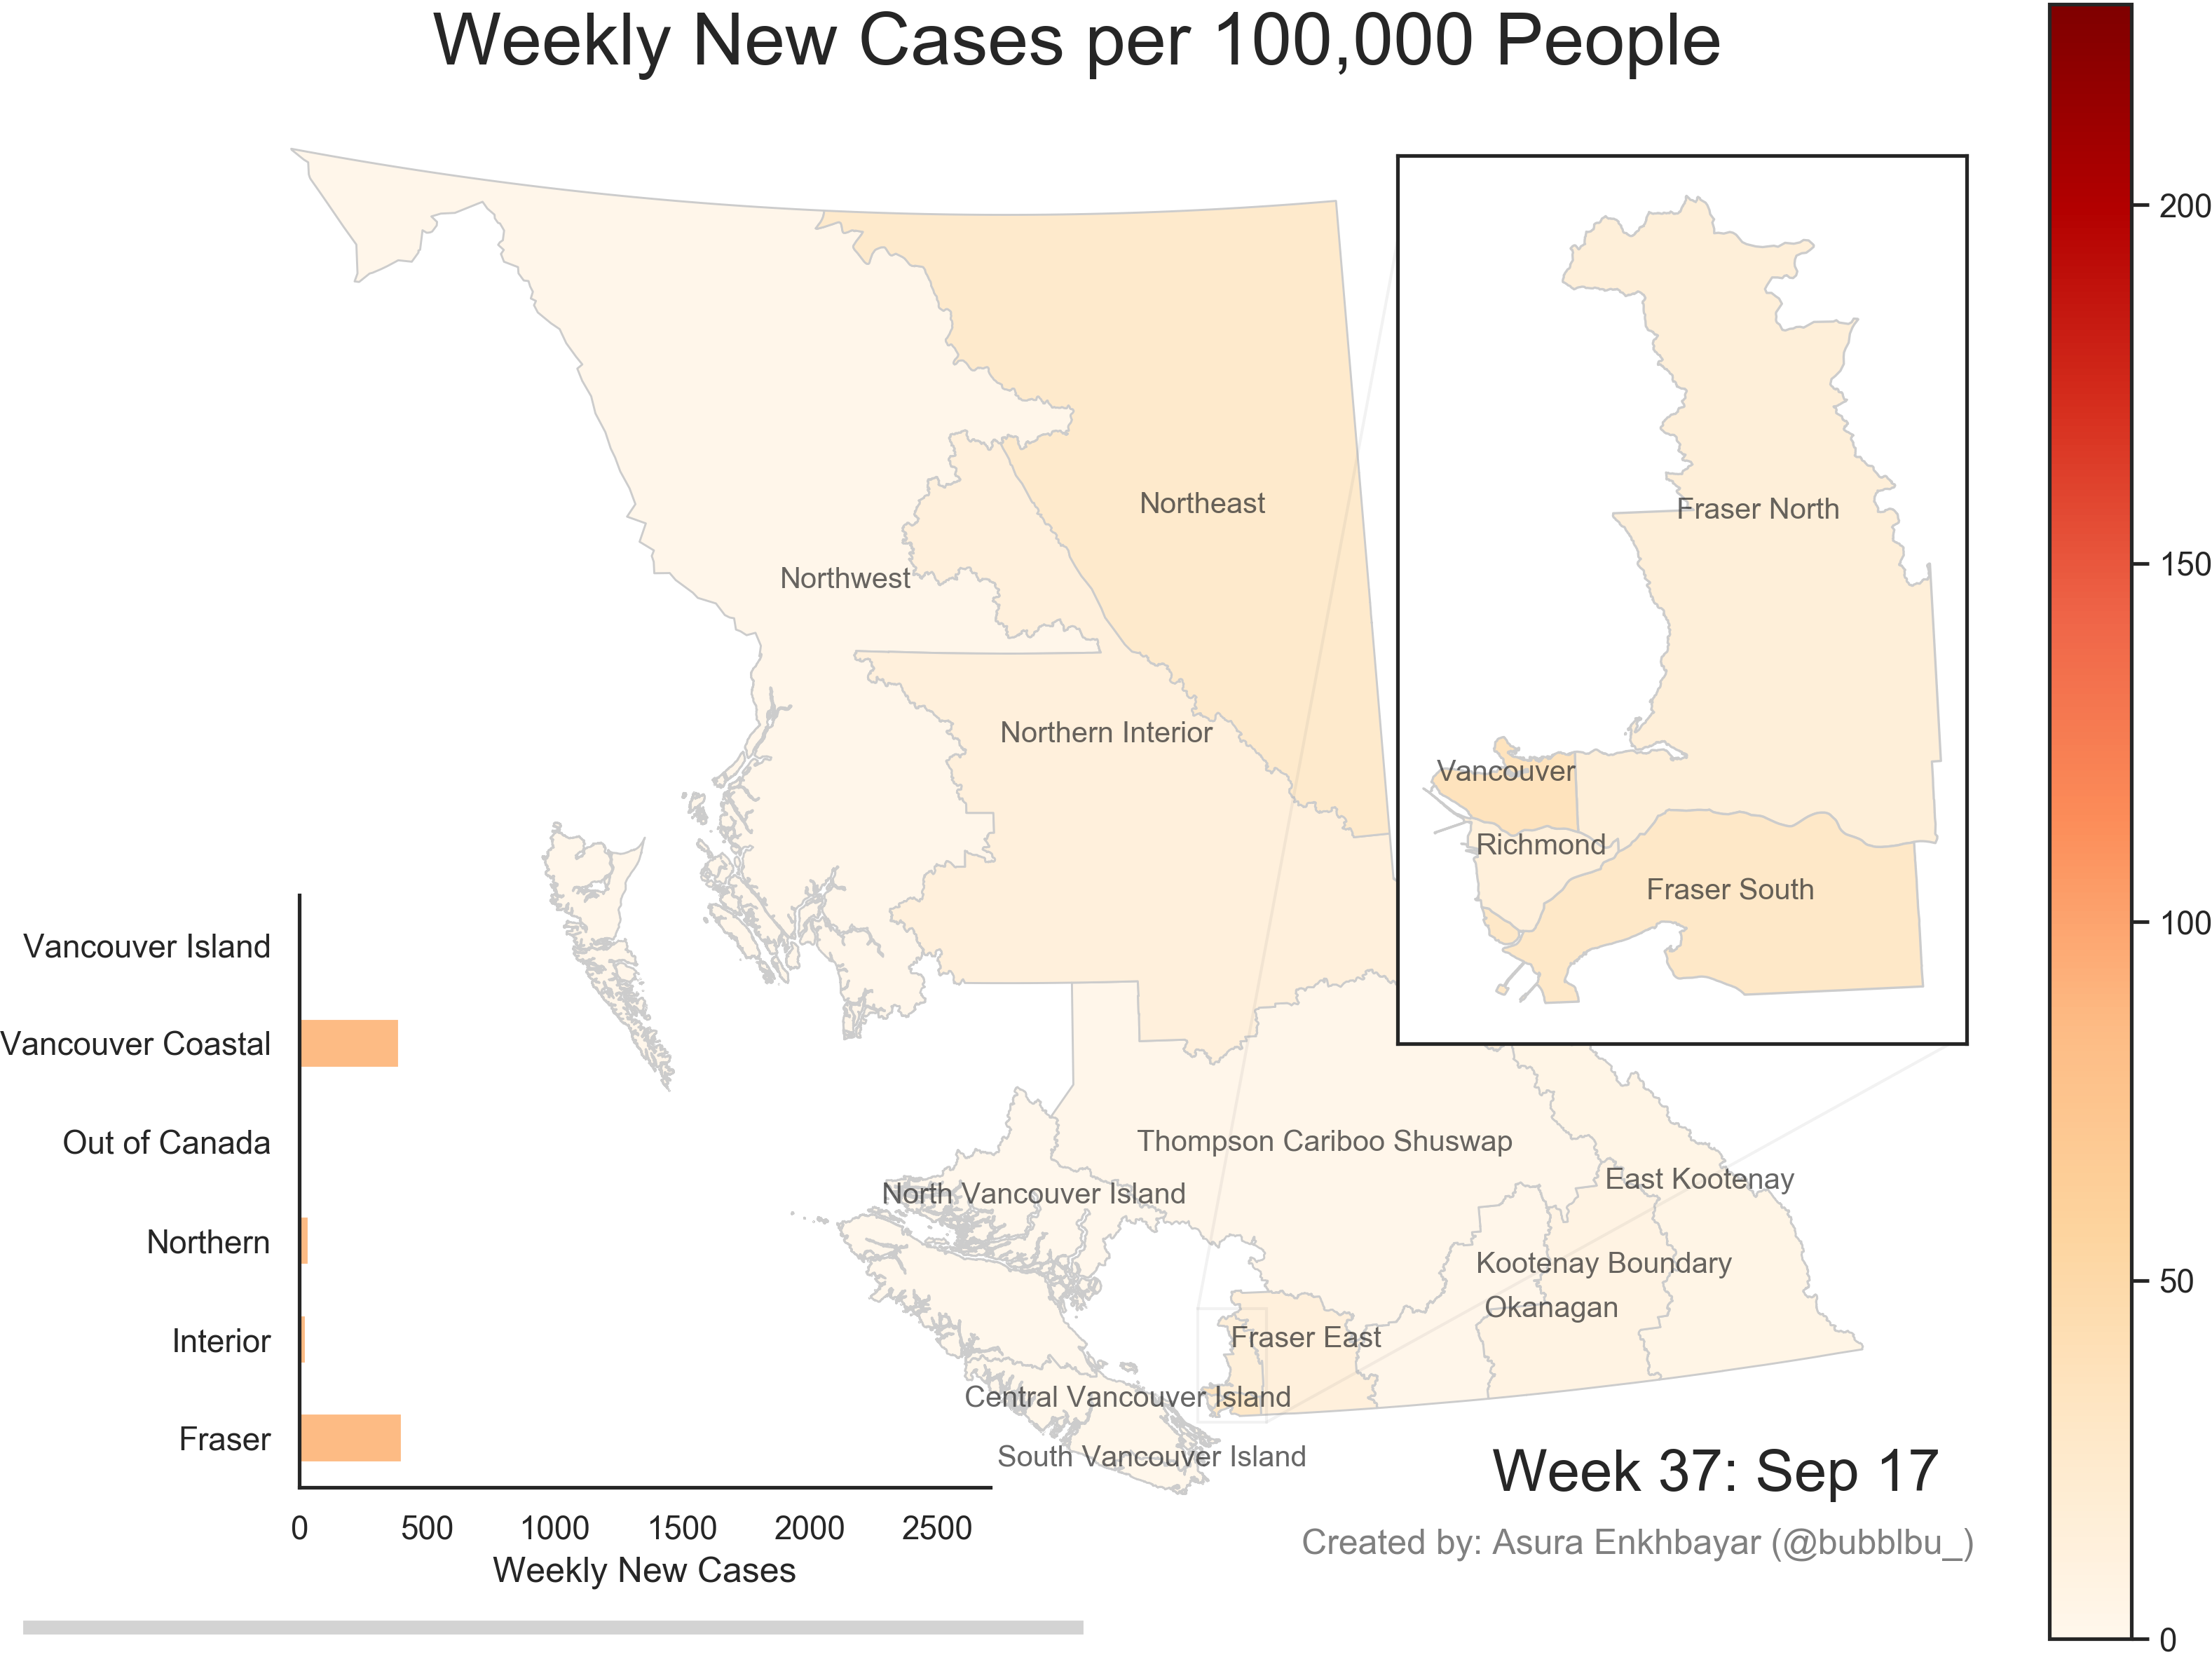 Weekly New Cases per 100,000 People
200
150
100
50
0
Northeast
Northwest
Northern Interior
Thompson Cariboo Shuswap
North Vancouver Island
East Kootenay
Kootenay Boundary
Okanagan
Fraser East
Central Vancouver Island
South Vancouver Island
Fraser North
Vancouver
Richmond
Fraser South
Vancouver Island
Vancouver Coastal
Out of Canada
Northern
Interior
Fraser
0 500 1000 1500 2000 2500
Weekly New Cases
Week 37: Sep 17
Created by: Asura Enkhbayar (@bubblbu_)